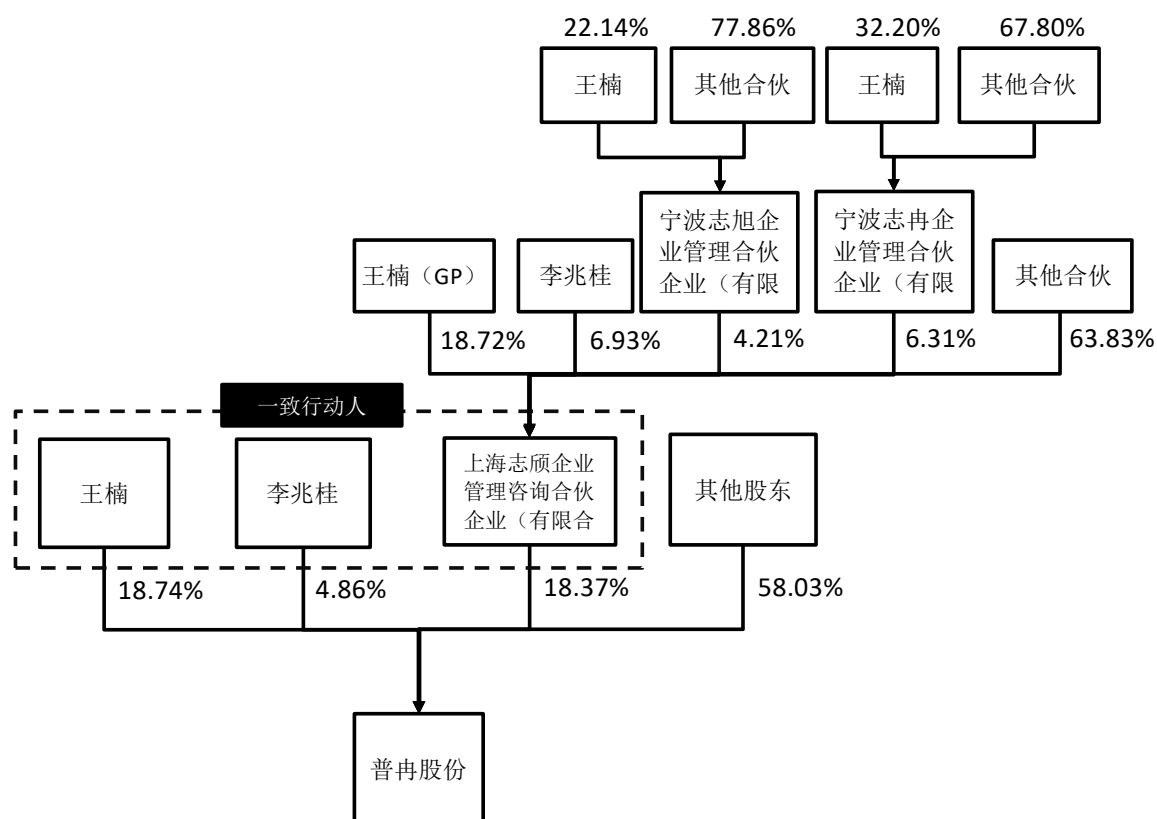 22.14%
77.86%
32.20%
67.80%
王楠
其他合伙
王楠
其他合伙
宁波志旭企
业管理合伙
企业（有限
宁波志冉企
业管理合伙
企业（有限
王楠（GP）
李兆桂
其他合伙
18.72%
6.93%
4.21%
6.31%
63.83%
一致行动人
王楠
李兆桂
上海志颀企业
管理咨询合伙
企业（有限合
其他股东
18.74%
4.86%
18.37%
58.03%
普冉股份